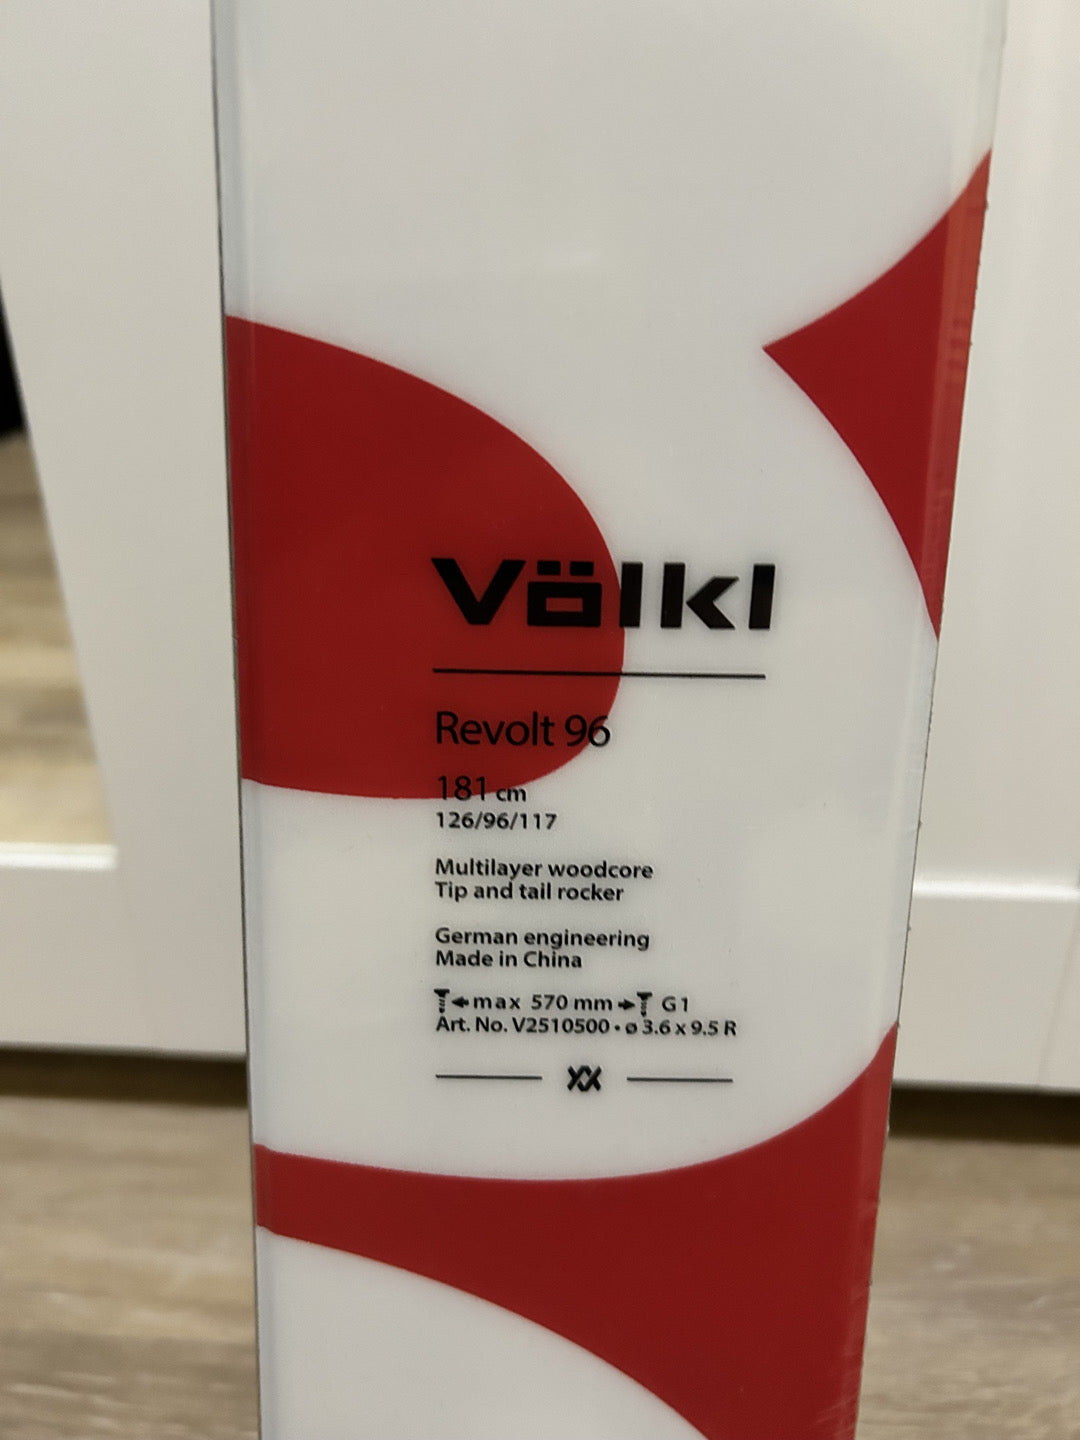 Völkl
Revolt 96
181 cm
126/96/117
Multilayer woodcore
Tip and tail rocker
German engineering
Made in China
max 570 mm G1
Art. No. V2510500 • ø 3.6 x 9.5 R